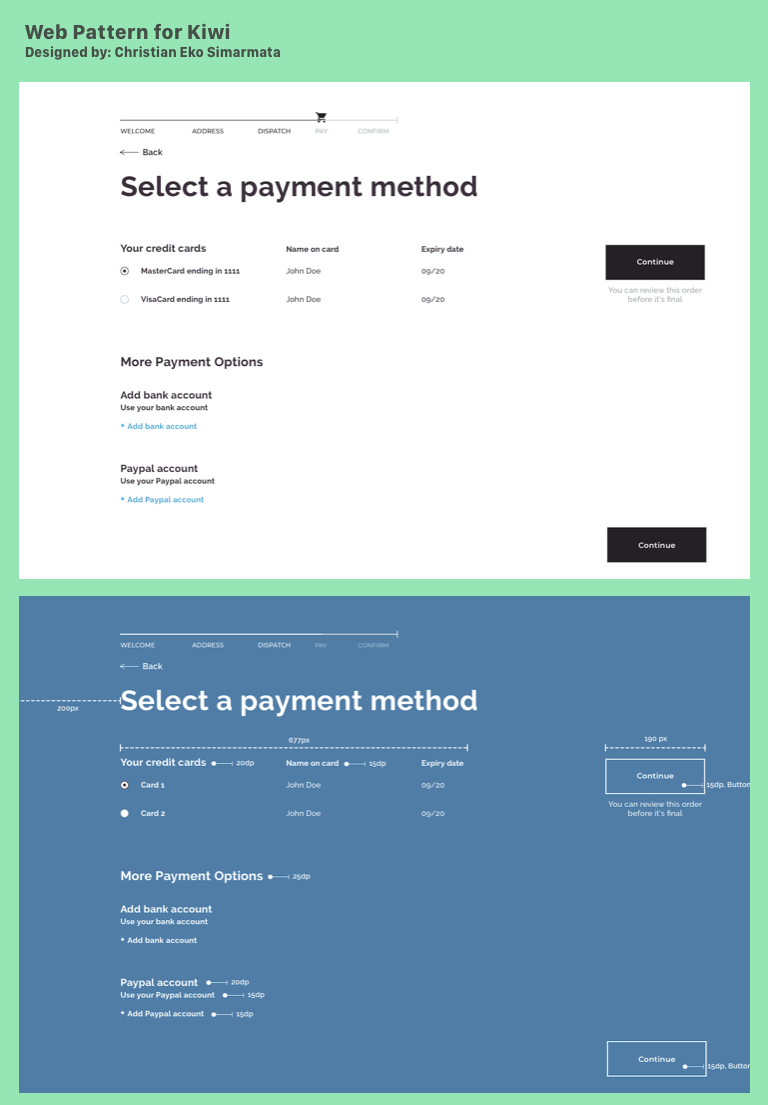 Web Pattern for Kiwi
Designed by: Christian Eko Simarmata
WELCOME ADDRESS DISPATCH PAY CONFIRM
Back
Select a payment method
Your credit cards Name on card Expiry date
MasterCard ending in 1111 John Doe 09/20
VisaCard ending in 1111 John Doe 09/20
Continue
You can review this order
before it's final
More Payment Options
Add bank account
Use your bank account
+ Add bank account
Paypal account
Use your Paypal account
+ Add Paypal account
Continue
WELCOME ADDRESS DISPATCH PAY CONFIRM
Back
200px
Select a payment method
677px
190 px
Your credit cards 20dp Name on card 15dp Expiry date
Card 1 John Doe 09/20
Card 2 John Doe 09/20
Continue
15dp, Button
You can review this order
before it's final
More Payment Options 25dp
Add bank account
Use your bank account
+ Add bank account
Paypal account 20dp
Use your Paypal account 15dp
+ Add Paypal account 15dp
Continue
15dp, Button